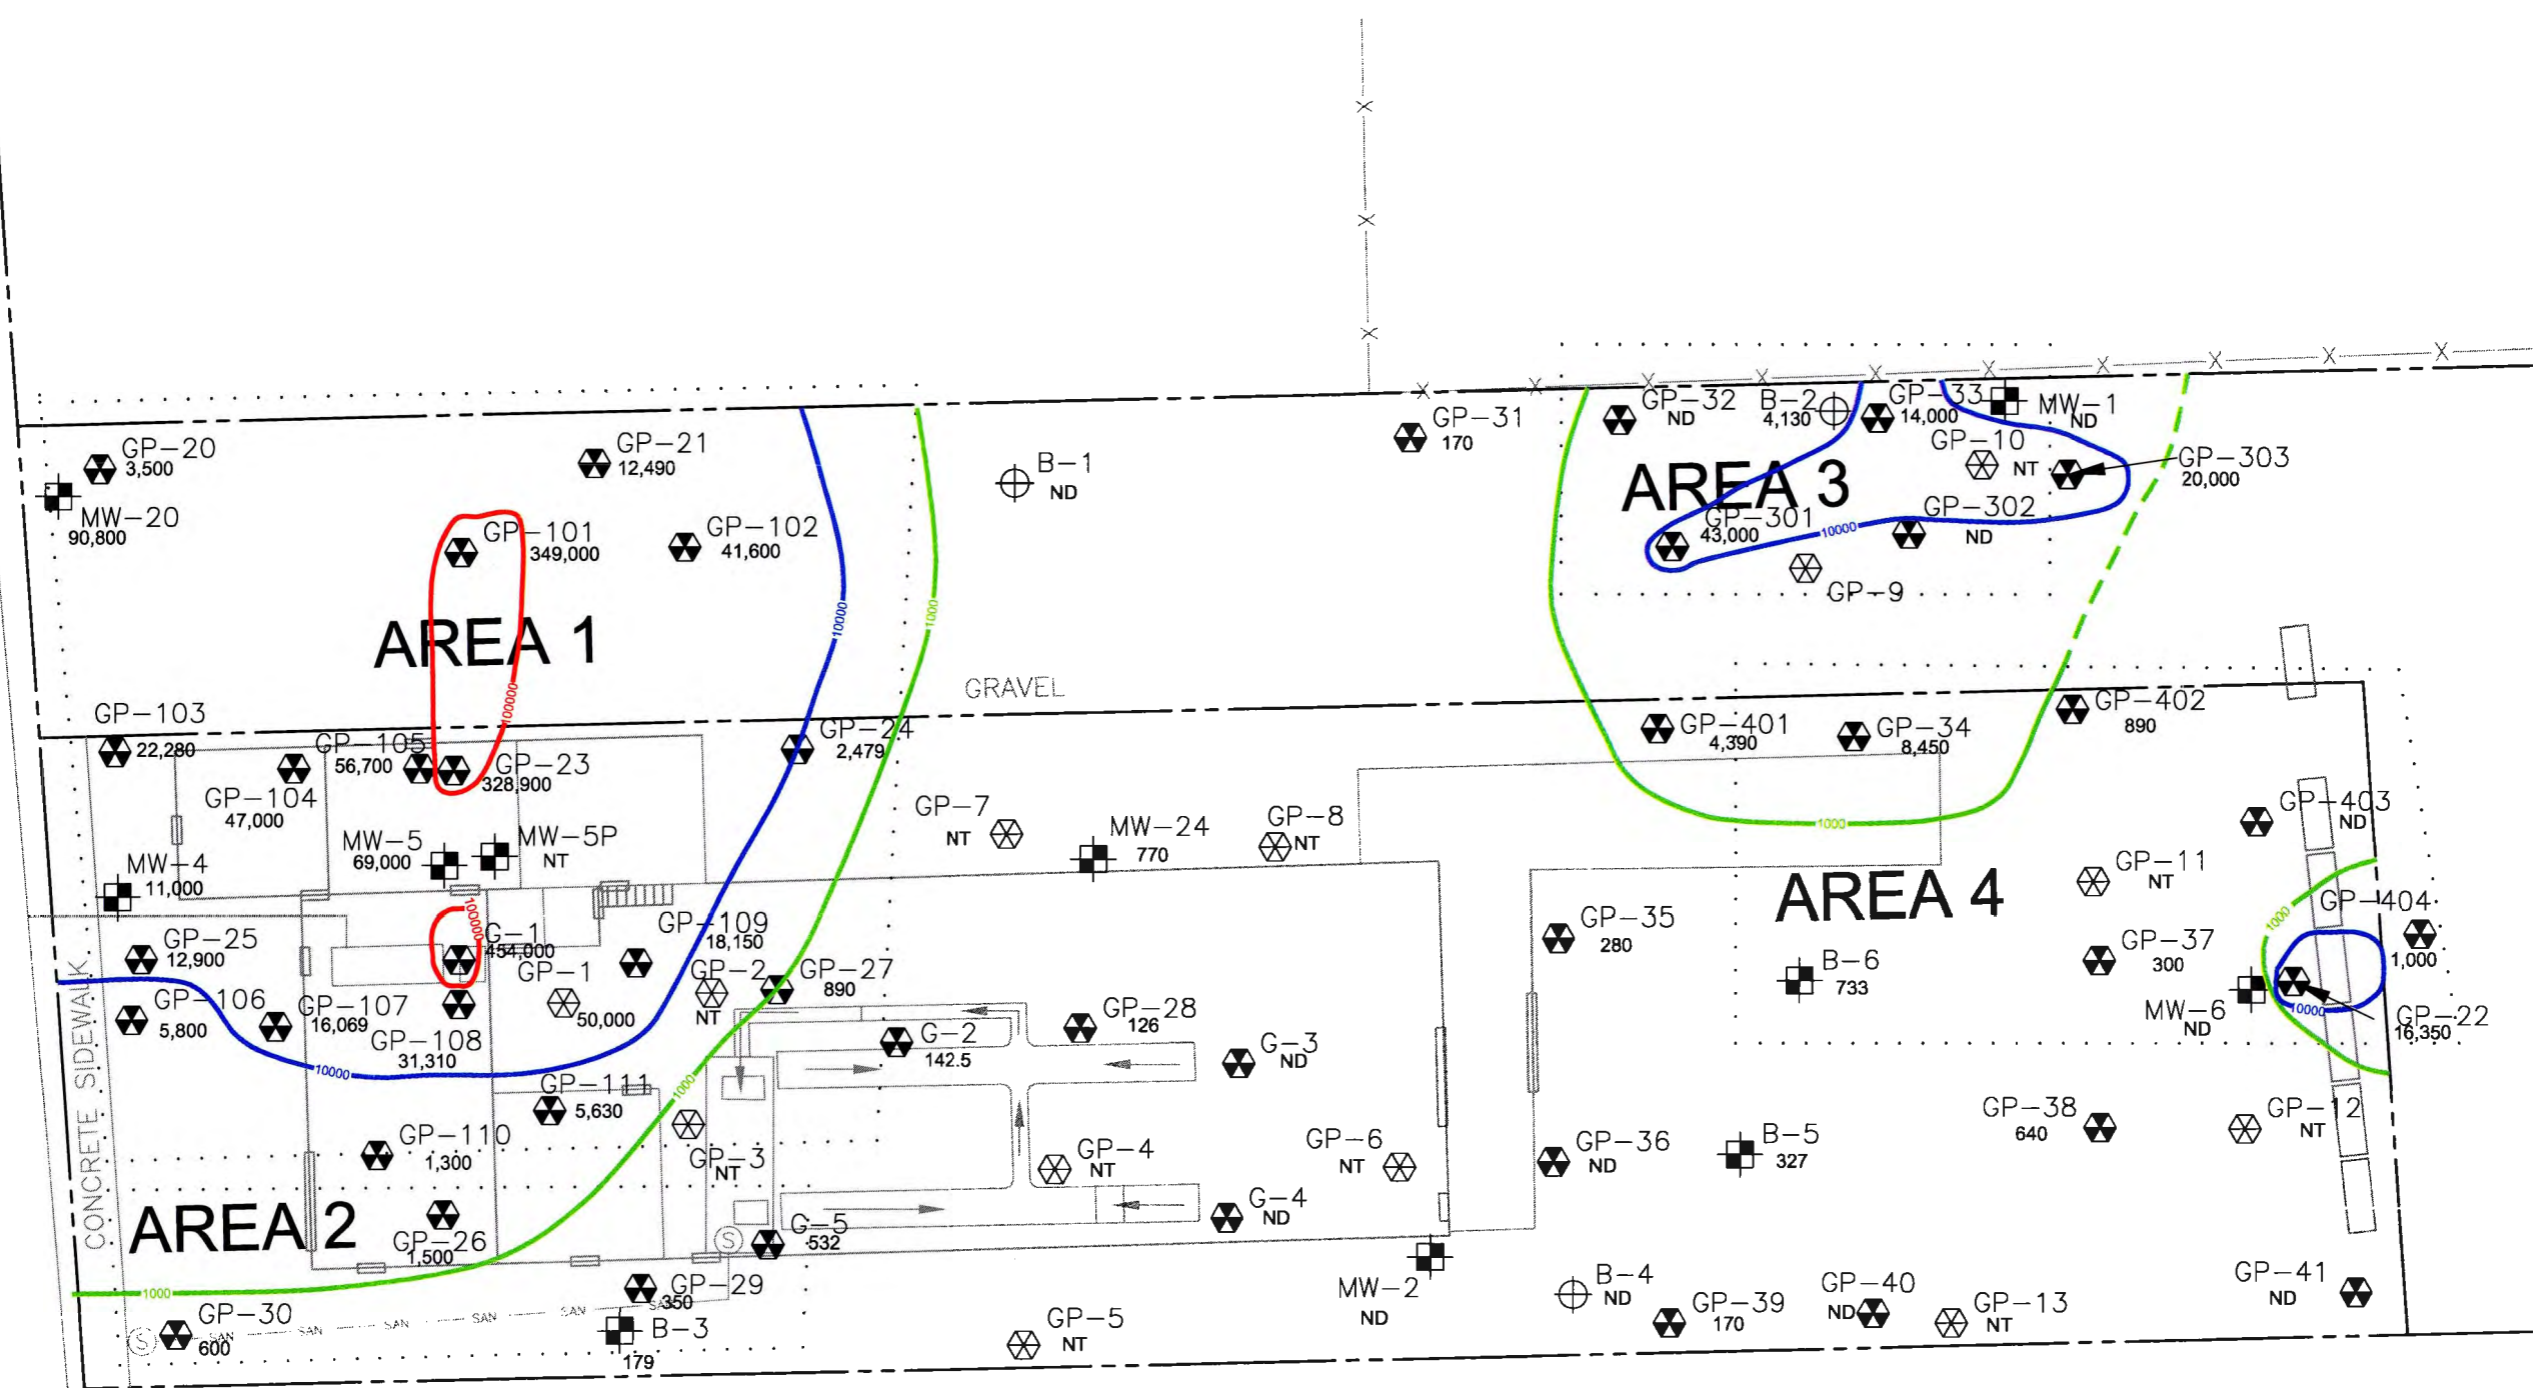 GP-20
3,500
MW-20
90,800
GP-21
12,490
GP-101
349,000
GP-102
41,600
AREA 1
100000
10000
1000
B-1
ND
GP-31
170
GP-32
ND
B-2
4,130
GP-33
14,000
MW-1
ND
GP-10
NT
GP-303
20,000
AREA 3
GP-301
43,000
10000
GP-302
ND
GP-9
GRAVEL
GP-103
22,280
GP-105
56,700
GP-23
328,900
GP-104
47,000
GP-24
2,479
GP-401
4,390
GP-34
8,450
GP-402
890
1000
GP-7
NT
MW-24
770
GP-8
NT
GP-403
ND
MW-5
69,000
MW-5P
NT
MW-4
11,000
GP-11
NT
AREA 4
GP-404
1,000
1000
100000
G-1
454,000
GP-109
18,150
GP-25
12,900
GP-1
50,000
GP-2
NT
GP-27
890
GP-35
280
B-6
733
GP-37
300
MW-6
ND
10000
GP-22
16,350
GP-106
5,800
GP-107
16,069
GP-108
31,310
10000
G-2
142.5
GP-28
126
G-3
ND
CONCRETE SIDEWALK
GP-111
5,630
1000
GP-110
1,300
GP-3
NT
GP-4
NT
GP-6
NT
GP-36
ND
B-5
327
GP-38
640
GP-12
NT
AREA 2
GP-26
1,500
S
G-5
532
G-4
ND
1000
GP-29
350
MW-2
ND
B-4
ND
GP-39
170
GP-40
ND
GP-13
NT
GP-41
ND
GP-30
600
S
SAN
SAN
SAN
SAN
SAN
SAN
B-3
179
GP-5
NT
X
X
X
X
X
X
X
X
X
X
X
X
X